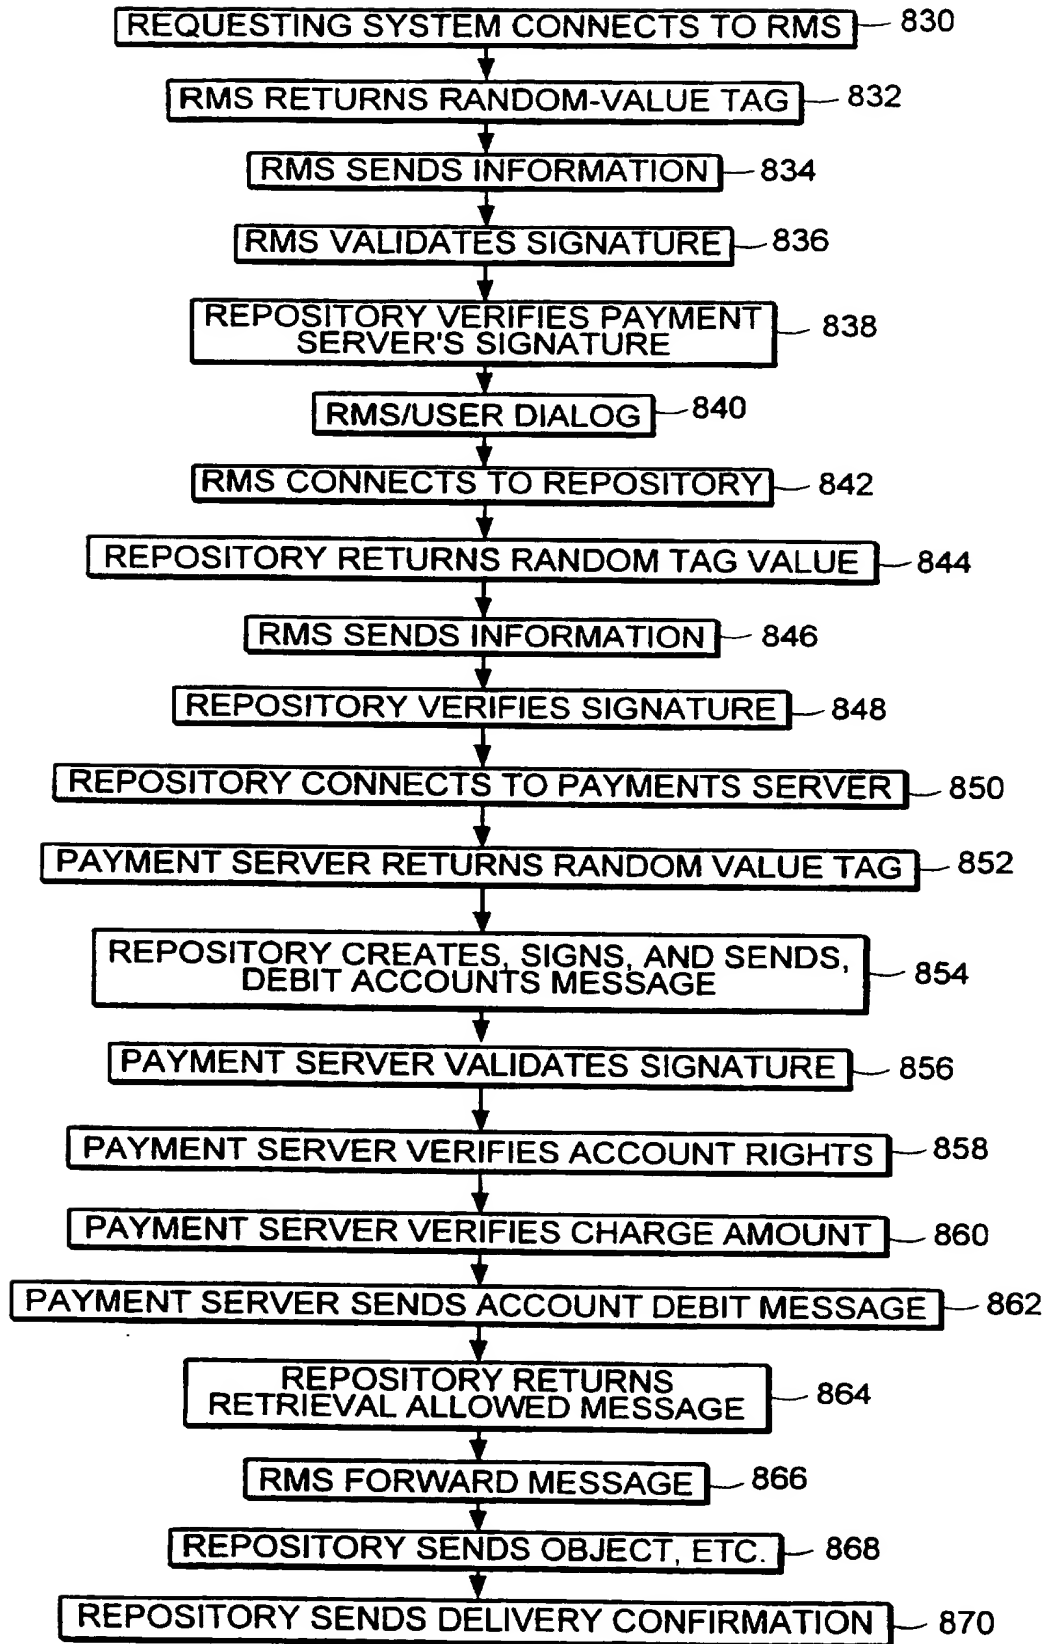 REQUESTING SYSTEM CONNECTS TO RMS 830
RMS RETURNS RANDOM-VALUE TAG 832
RMS SENDS INFORMATION 834
RMS VALIDATES SIGNATURE 836
REPOSITORY VERIFIES PAYMENT
SERVER'S SIGNATURE 838
RMS/USER DIALOG 840
RMS CONNECTS TO REPOSITORY 842
REPOSITORY RETURNS RANDOM TAG VALUE 844
RMS SENDS INFORMATION 846
REPOSITORY VERIFIES SIGNATURE 848
REPOSITORY CONNECTS TO PAYMENTS SERVER 850
PAYMENT SERVER RETURNS RANDOM VALUE TAG 852
REPOSITORY CREATES, SIGNS, AND SENDS,
DEBIT ACCOUNTS MESSAGE 854
PAYMENT SERVER VALIDATES SIGNATURE 856
PAYMENT SERVER VERIFIES ACCOUNT RIGHTS 858
PAYMENT SERVER VERIFIES CHARGE AMOUNT 860
PAYMENT SERVER SENDS ACCOUNT DEBIT MESSAGE 862
REPOSITORY RETURNS
RETRIEVAL ALLOWED MESSAGE 864
RMS FORWARD MESSAGE 866
REPOSITORY SENDS OBJECT, ETC. 868
REPOSITORY SENDS DELIVERY CONFIRMATION 870